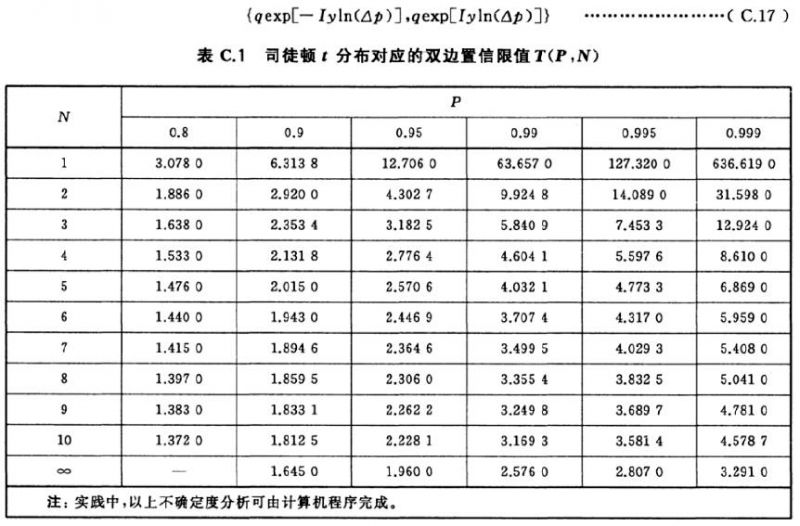 {qexp[－Iyln(Δp)],qexp[Iyln(Δp)]} ………………………( C.17 )
表 C.1 司徒顿 t 分布对应的双边置信限值 T(P,N)
N P
0.8 0.9 0.95 0.99 0.995 0.999
1 3.078 0 6.313 8 12.706 0 63.657 0 127.320 0 636.619 0
2 1.886 0 2.920 0 4.302 7 9.924 8 14.089 0 31.598 0
3 1.638 0 2.353 4 3.182 5 5.840 9 7.453 3 12.924 0
4 1.533 0 2.131 8 2.776 4 4.604 1 5.597 6 8.610 0
5 1.476 0 2.015 0 2.570 6 4.032 1 4.773 3 6.869 0
6 1.440 0 1.943 0 2.446 9 3.707 4 4.317 0 5.959 0
7 1.415 0 1.894 6 2.364 6 3.499 5 4.029 3 5.408 0
8 1.397 0 1.859 5 2.306 0 3.355 4 3.832 5 5.041 0
9 1.383 0 1.833 1 2.262 2 3.249 8 3.689 7 4.781 0
10 1.372 0 1.812 5 2.228 1 3.169 3 3.581 4 4.578 7
∞ — 1.645 0 1.960 0 2.576 0 2.807 0 3.291 0
注：实践中,以上不确定度分析可由计算机程序完成。